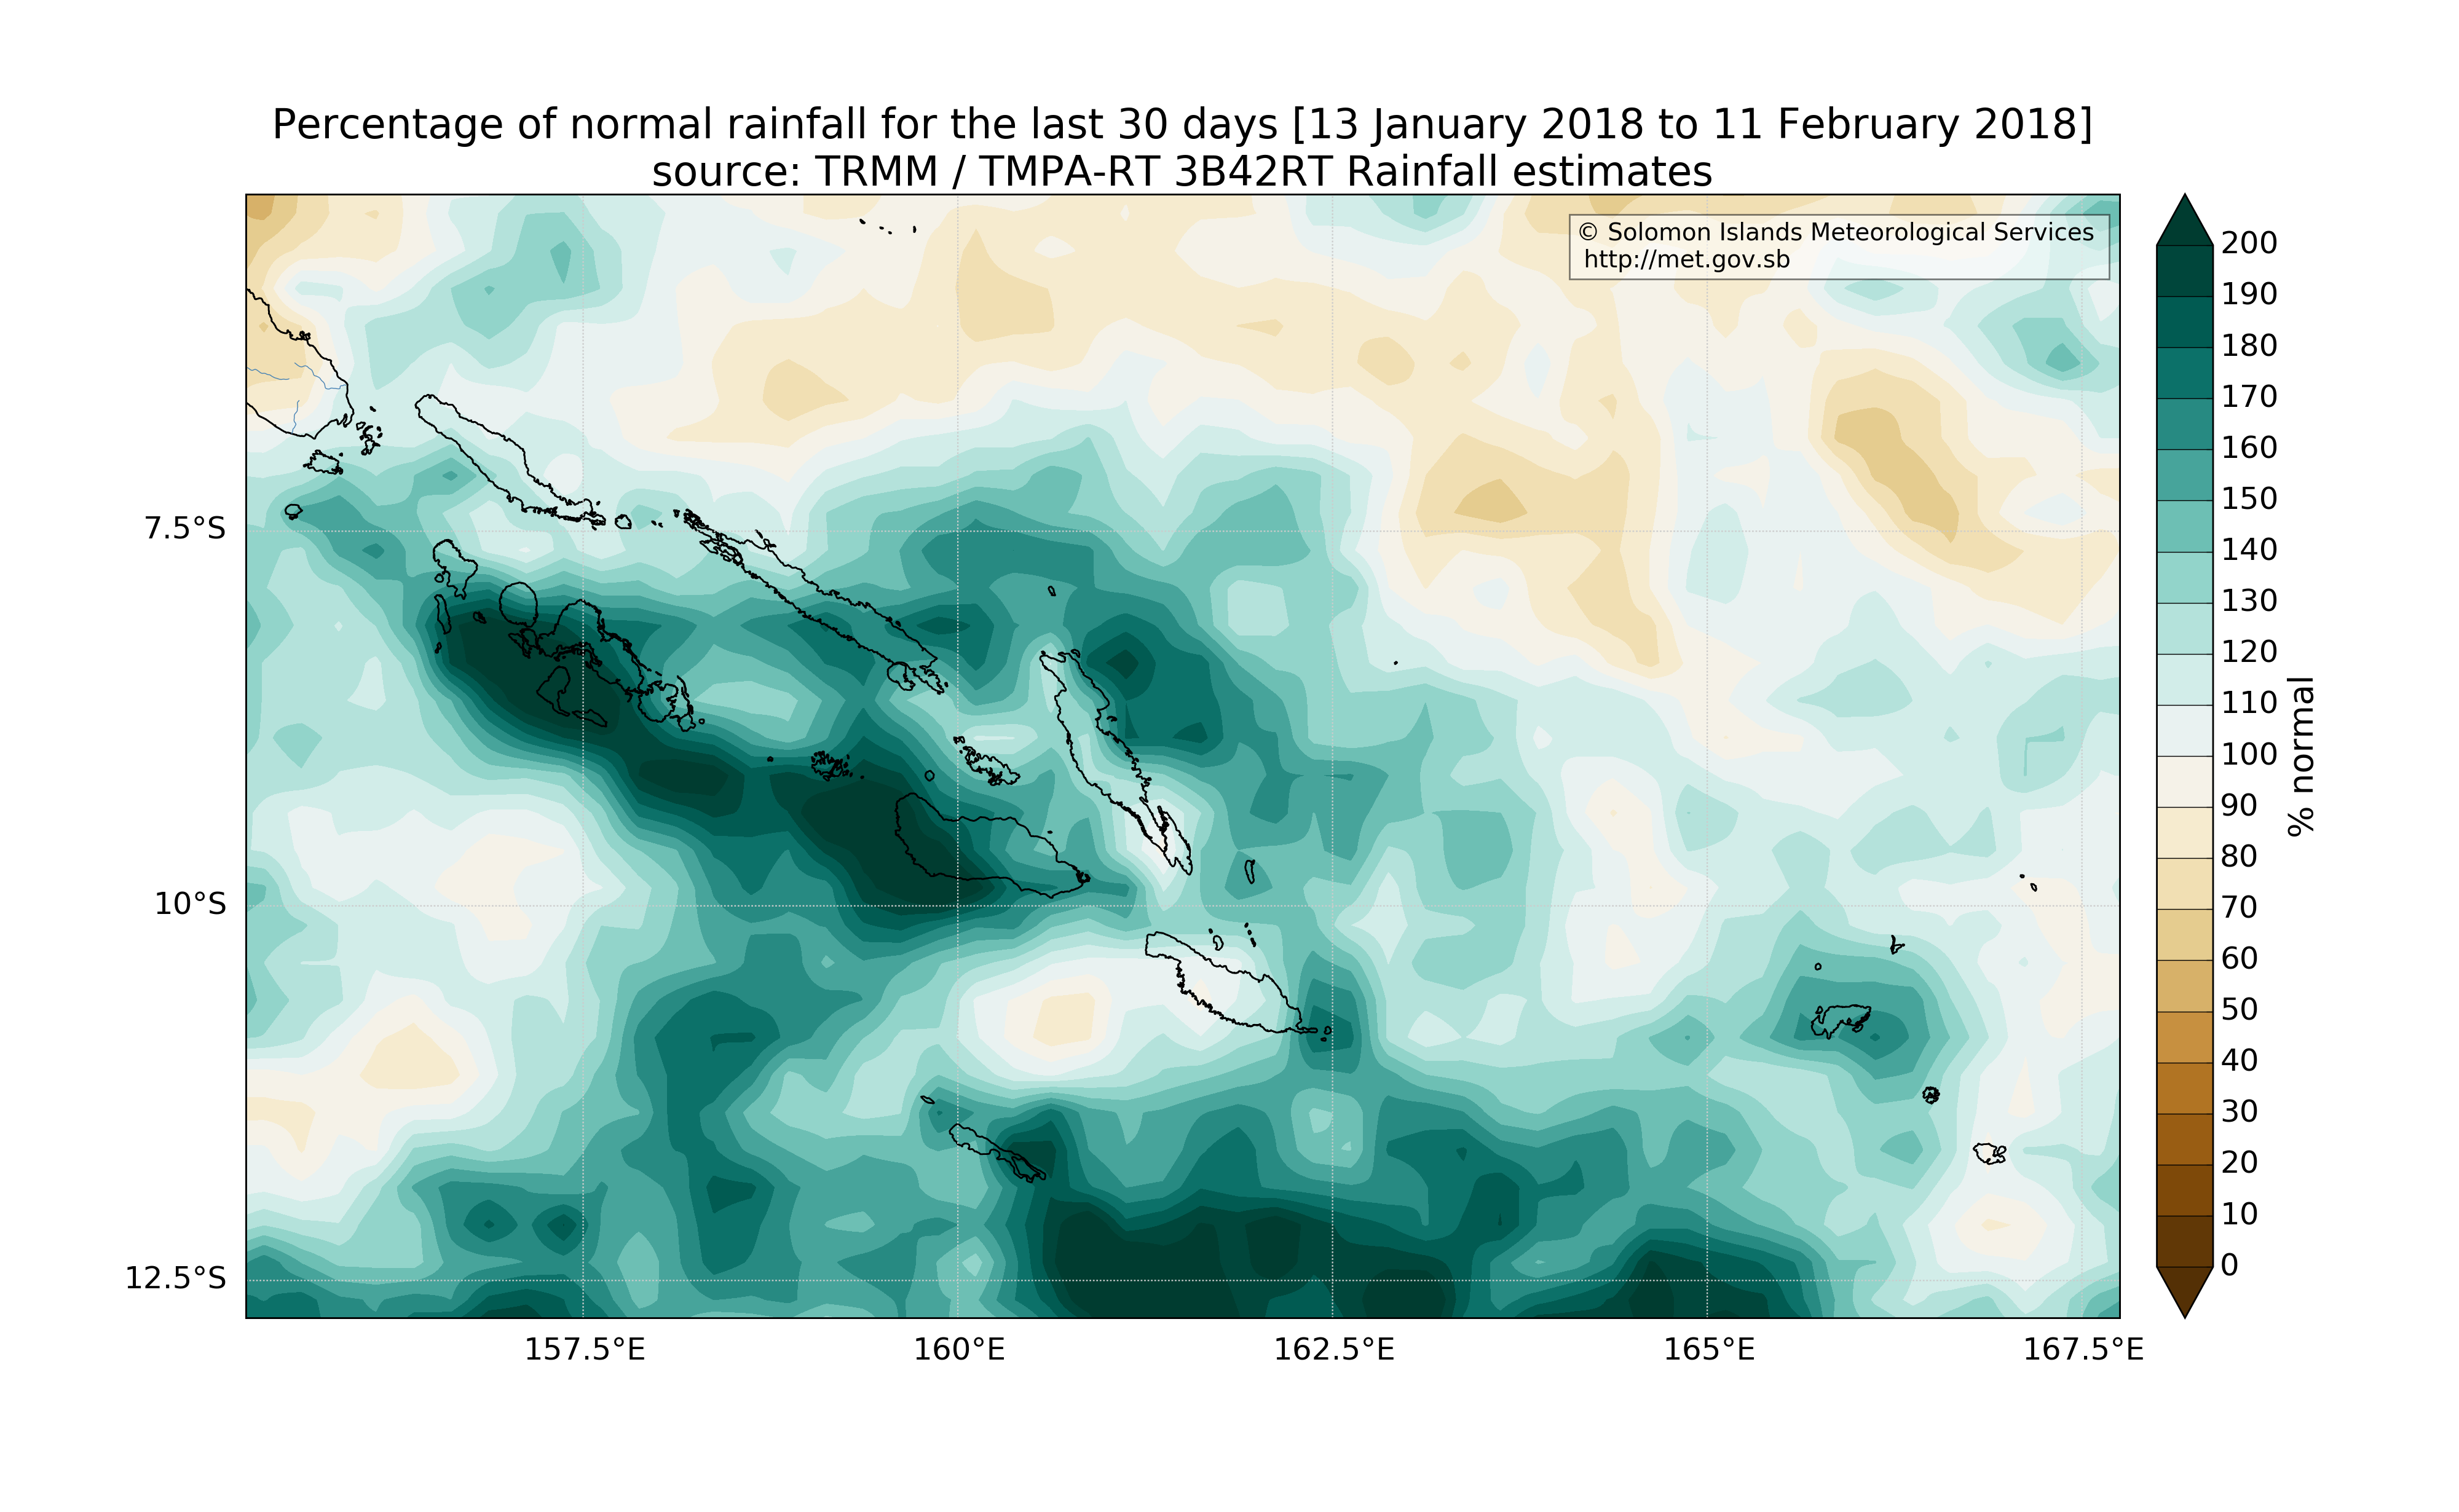 Percentage of normal rainfall for the last 30 days [13 January 2018 to 11 February 2018]
source: TRMM / TMPA-RT 3B42RT Rainfall estimates
© Solomon Islands Meteorological Services
http://met.gov.sb
7.5°S
10°S
12.5°S
157.5°E
160°E
162.5°E
165°E
167.5°E
200
190
180
170
160
150
140
130
120
110
100
90
80
70
60
50
40
30
20
10
0
% normal